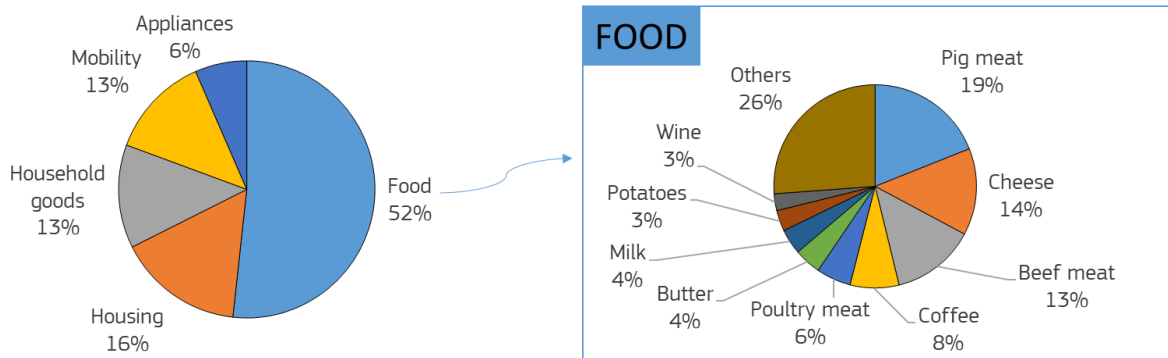 Appliances
6%
Mobility
13%
Household
goods
13%
Housing
16%
Food
52%
FOOD
Pig meat
19%
Cheese
14%
Beef meat
13%
Coffee
8%
Poultry meat
6%
Butter
4%
Milk
4%
Potatoes
3%
Wine
3%
Others
26%